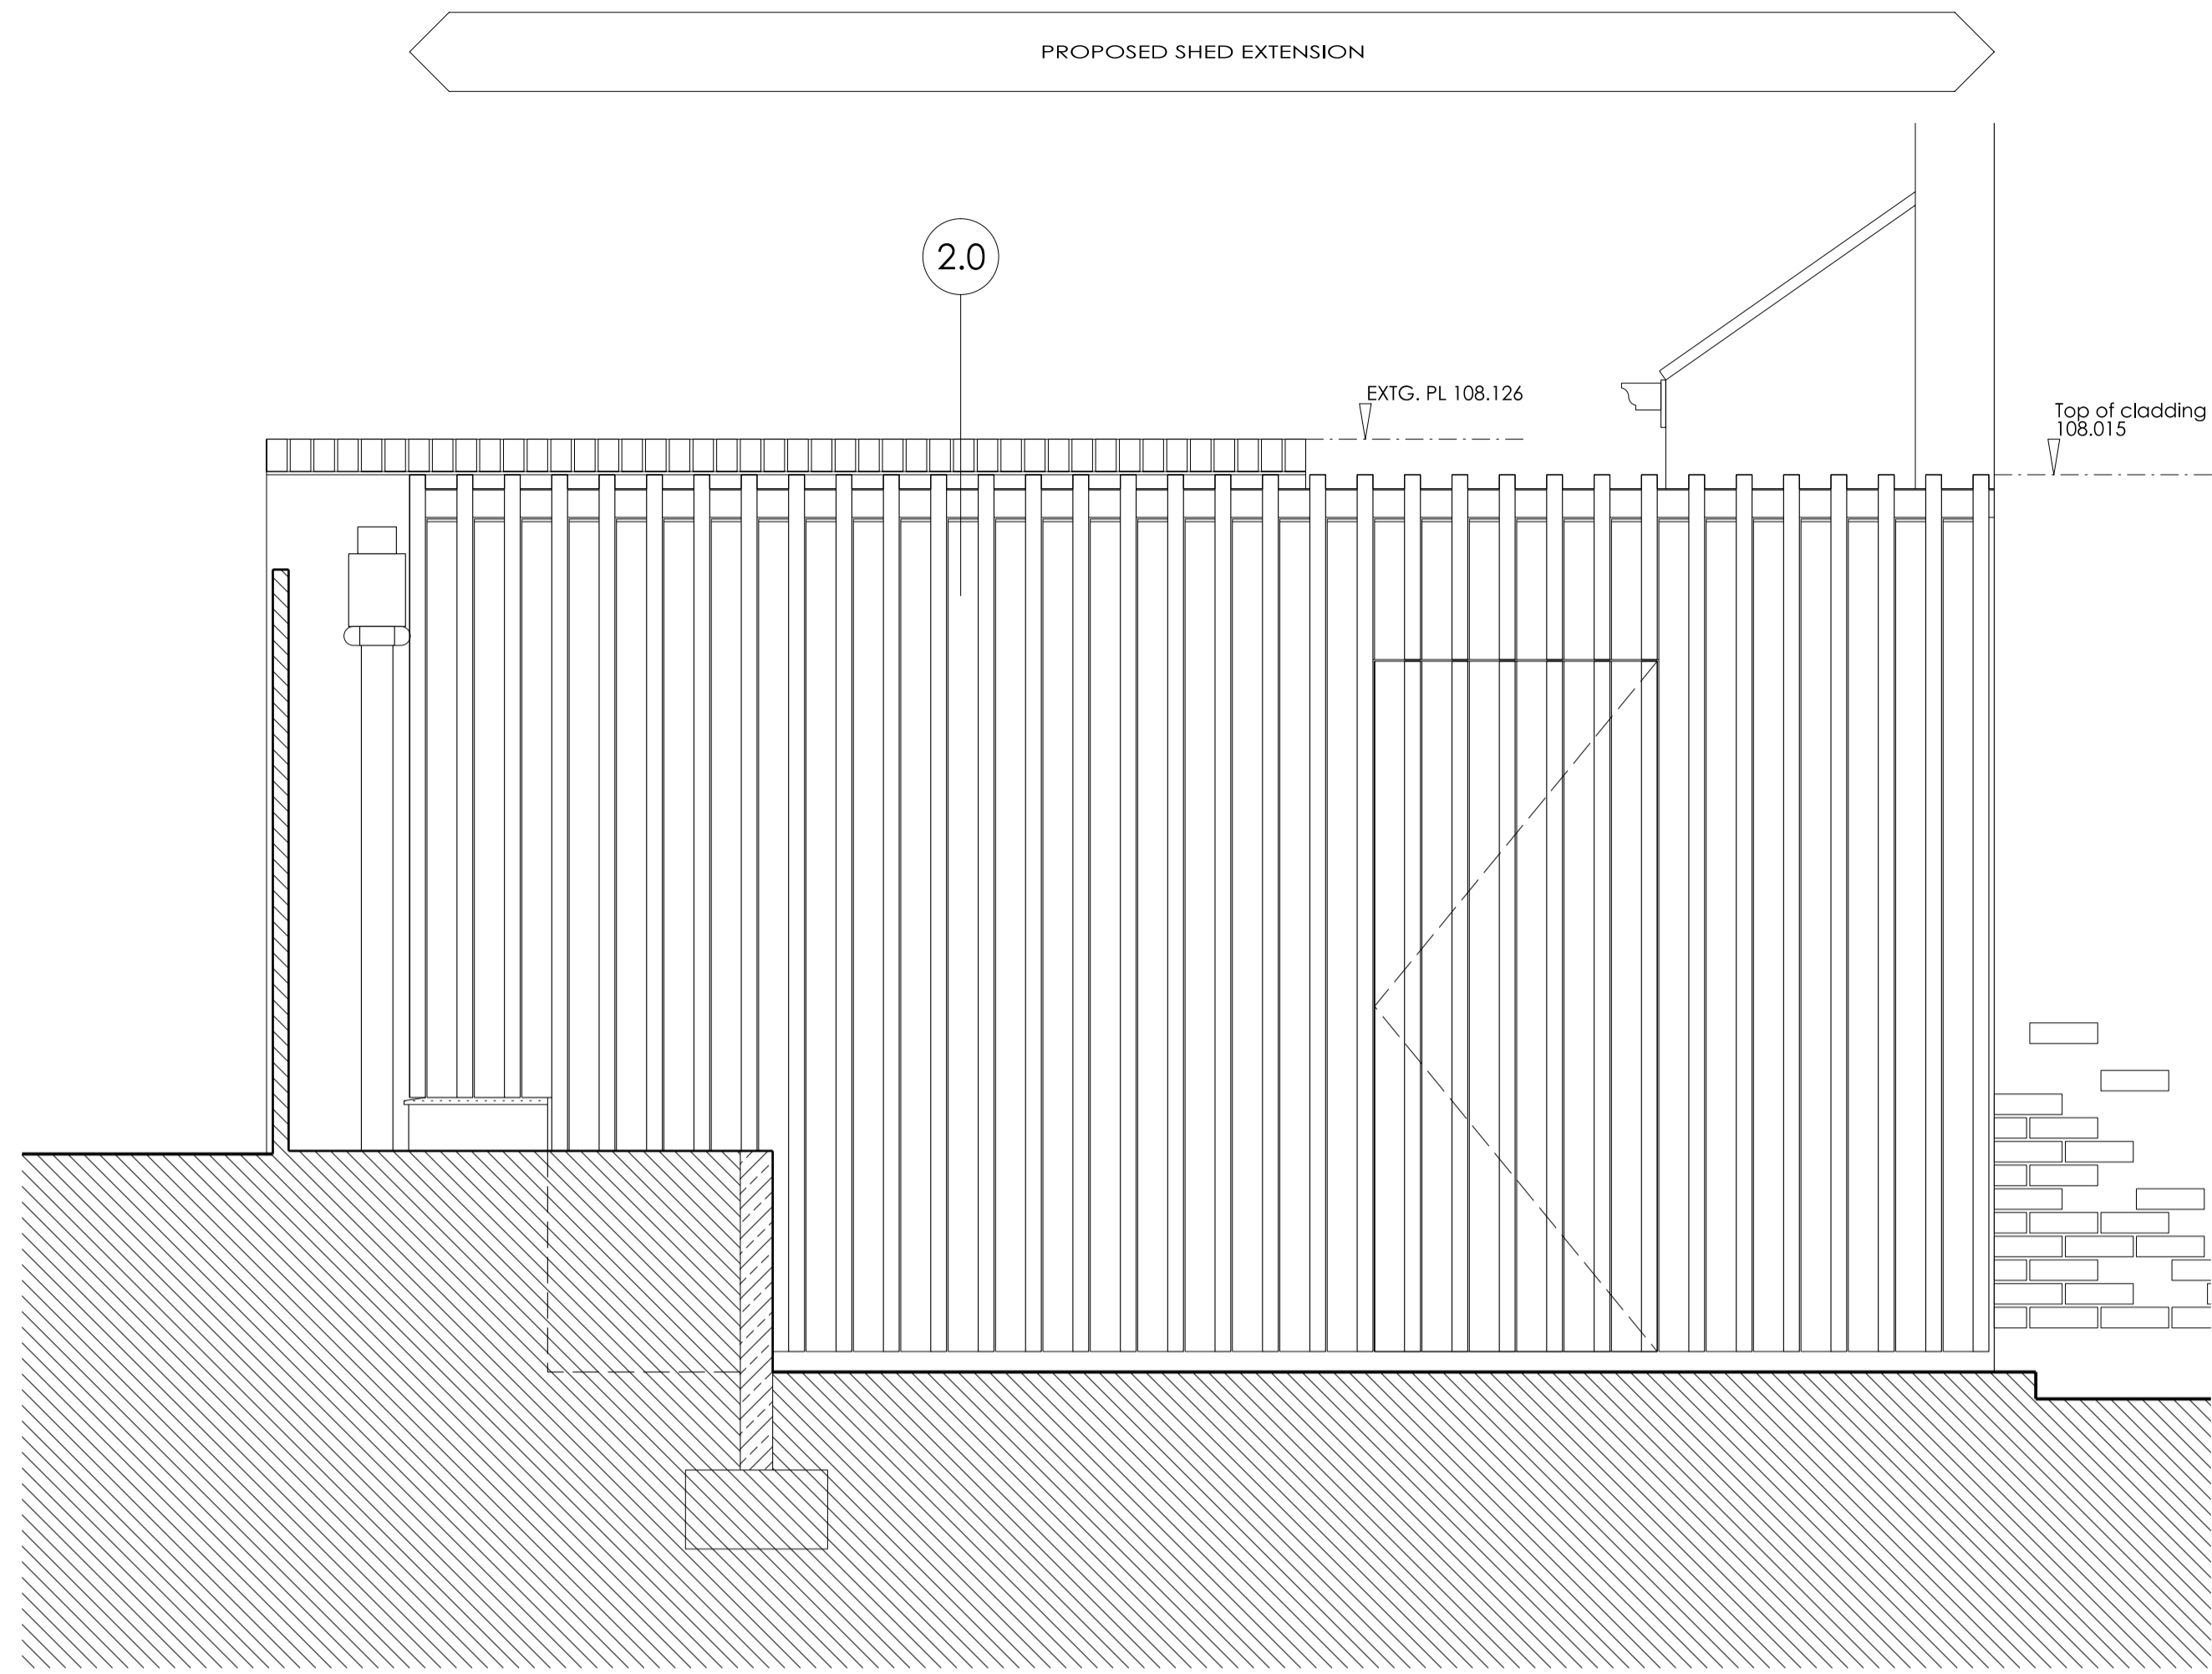 PROPOSED SHED EXTENSION
2.0
EXTG. PL 108.126
Top of cladding
108.015